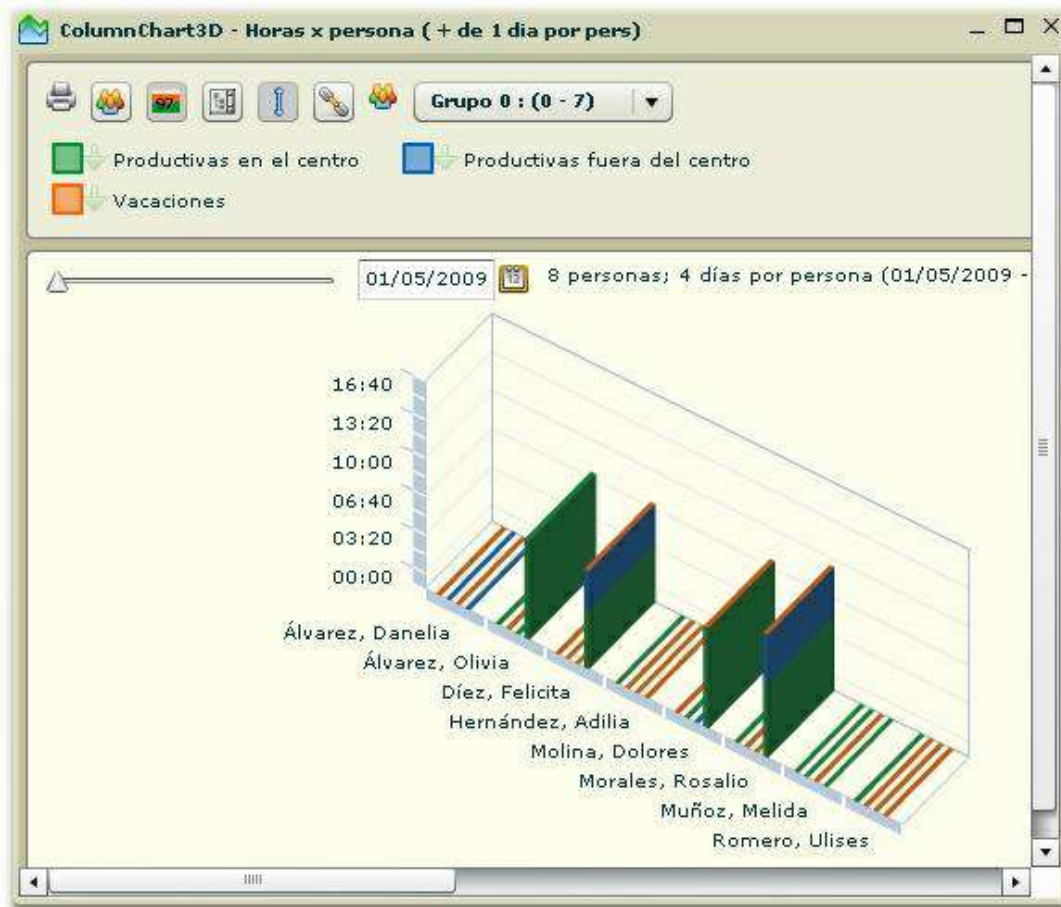 ColumnChart3D - Horas x persona ( + de 1 dia por pers)
97
Grupo 0 : (0 - 7)
Productivas en el centro
Productivas fuera del centro
Vacaciones
01/05/2009
12
8 personas; 4 días por persona (01/05/2009 -
16:40
13:20
10:00
06:40
03:20
00:00
Álvarez, Danelia
Álvarez, Olivia
Díez, Felicita
Hernández, Adilia
Molina, Dolores
Morales, Rosalio
Muñoz, Melida
Romero, Ulises